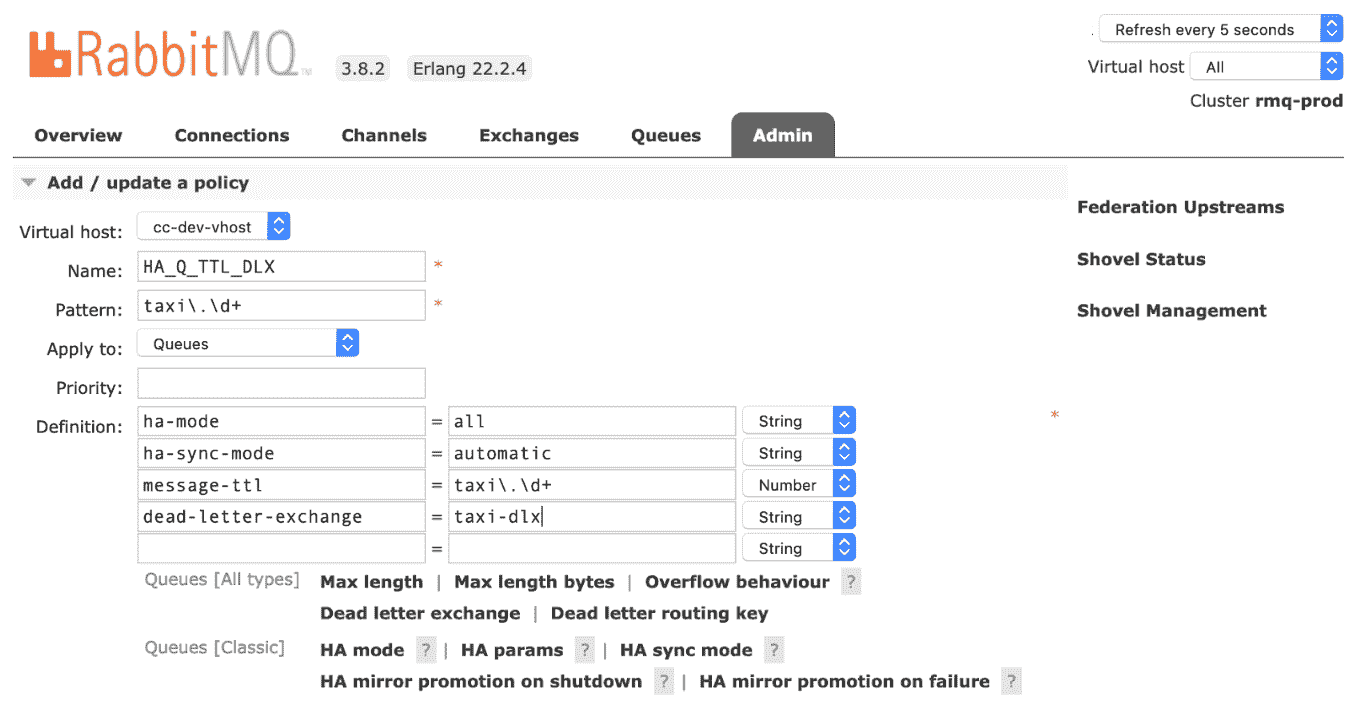 Refresh every 5 seconds
RabbitMQ TM 3.8.2 Erlang 22.2.4
Virtual host All
Cluster rmq-prod
Overview Connections Channels Exchanges Queues Admin
Add / update a policy
Federation Upstreams
Virtual host: cc-dev-vhost
Shovel Status
Name: HA_Q_TTL_DLX *
Pattern: taxi\.\d+ *
Shovel Management
Apply to: Queues
Priority:
Definition: ha-mode = all String *
ha-sync-mode = automatic String
message-ttl = taxi\.\d+ Number
dead-letter-exchange = taxi-dlx String
= String
Queues [All types] Max length | Max length bytes | Overflow behaviour ?
Dead letter exchange | Dead letter routing key
Queues [Classic] HA mode ? | HA params ? | HA sync mode ?
HA mirror promotion on shutdown ? | HA mirror promotion on failure ?